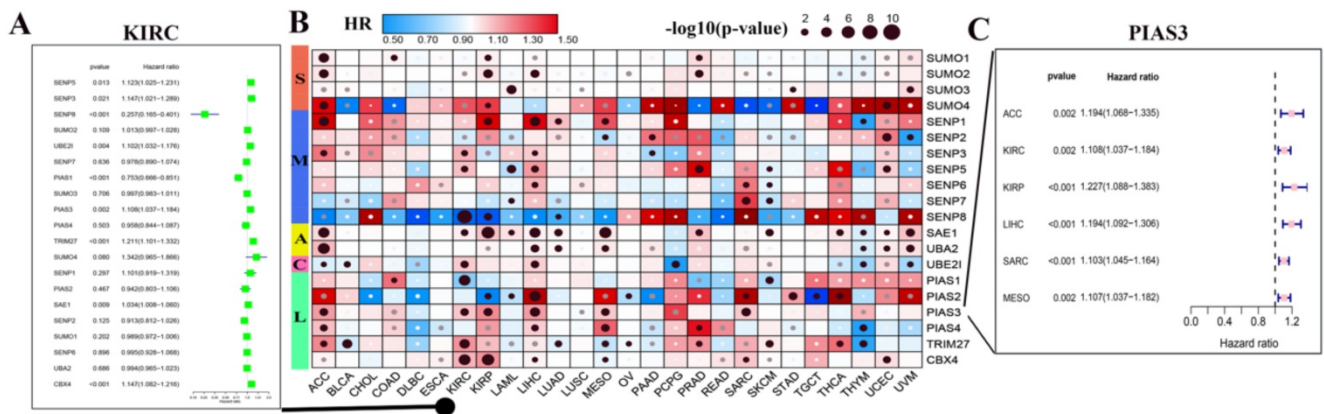 A
KIRC
pvalue Hazard ratio
SENP5 0.013 1.123(1.025-1.231)
SENP3 0.021 1.147(1.021-1.289)
SENP8 <0.001 0.257(0.165-0.401)
SUMO2 0.109 1.013(0.997-1.028)
UBE2I 0.004 1.102(1.032-1.176)
SENP7 0.636 0.978(0.890-1.074)
PIAS1 <0.001 0.753(0.666-0.851)
SUMO3 0.706 0.997(0.983-1.011)
PIAS3 0.002 1.108(1.037-1.184)
PIAS4 0.503 0.958(0.844-1.087)
TRIM27 <0.001 1.211(1.101-1.332)
SUMO4 0.080 1.342(0.965-1.866)
SENP1 0.297 1.101(0.919-1.319)
PIAS2 0.467 0.942(0.803-1.106)
SAE1 0.009 1.034(1.008-1.060)
SENP2 0.125 0.913(0.812-1.026)
SUMO1 0.202 0.989(0.972-1.006)
SENP6 0.896 0.995(0.928-1.068)
UBA2 0.686 0.994(0.965-1.023)
CBX4 <0.001 1.147(1.082-1.216)
Hazard ratio
B
HR
0.50 0.70 0.90 1.10 1.30 1.50
-log10(p-value)
2 4 6 8 10
S
M
A
C
L
SUMO1
SUMO2
SUMO3
SUMO4
SENP1
SENP2
SENP3
SENP5
SENP6
SENP7
SENP8
SAE1
UBA2
UBE2I
PIAS1
PIAS2
PIAS3
PIAS4
TRIM27
CBX4
ACC BLCA CHOL COAD DLBC ESCA KIRC KIRP LAML LIHC LUAD LUSC MESO OV PAAD PCPG PRAD READ SARC SKCM STAD TGCT THCA THYM UCEC UVM
C
PIAS3
pvalue Hazard ratio
ACC 0.002 1.194(1.068-1.335)
KIRC 0.002 1.108(1.037-1.184)
KIRP <0.001 1.227(1.088-1.383)
LIHC <0.001 1.194(1.092-1.306)
SARC <0.001 1.103(1.045-1.164)
MESO 0.002 1.107(1.037-1.182)
0.0 0.4 0.8 1.2
Hazard ratio